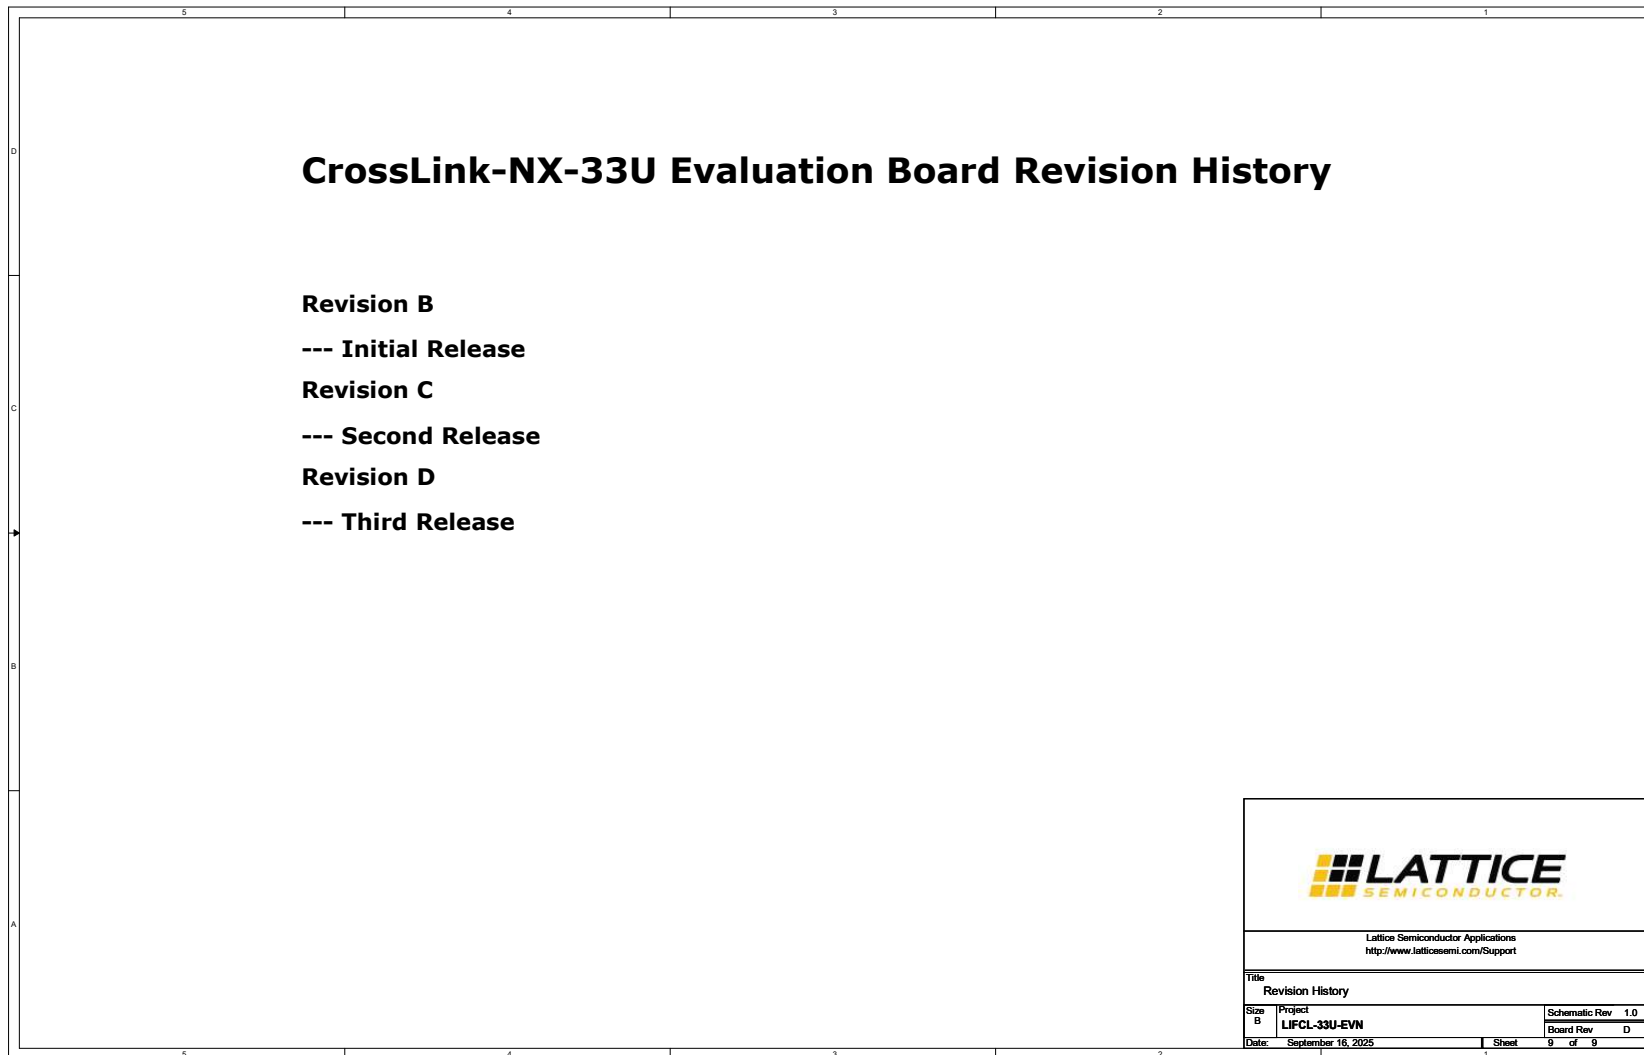 5 4 3 2 1
D
CrossLink-NX-33U Evaluation Board Revision History
Revision B
--- Initial Release
Revision C
C
--- Second Release
Revision D
--- Third Release
B
LATTICE
SEMICONDUCTOR.
A
Lattice Semiconductor Applications
http://www.latticesemi.com/Support
Title
Revision History
Size Project Schematic Rev 1.0
B LIFCL-33U-EVN Board Rev D
Date: September 16, 2025 Sheet 9 of 9
5 4 3 2 1